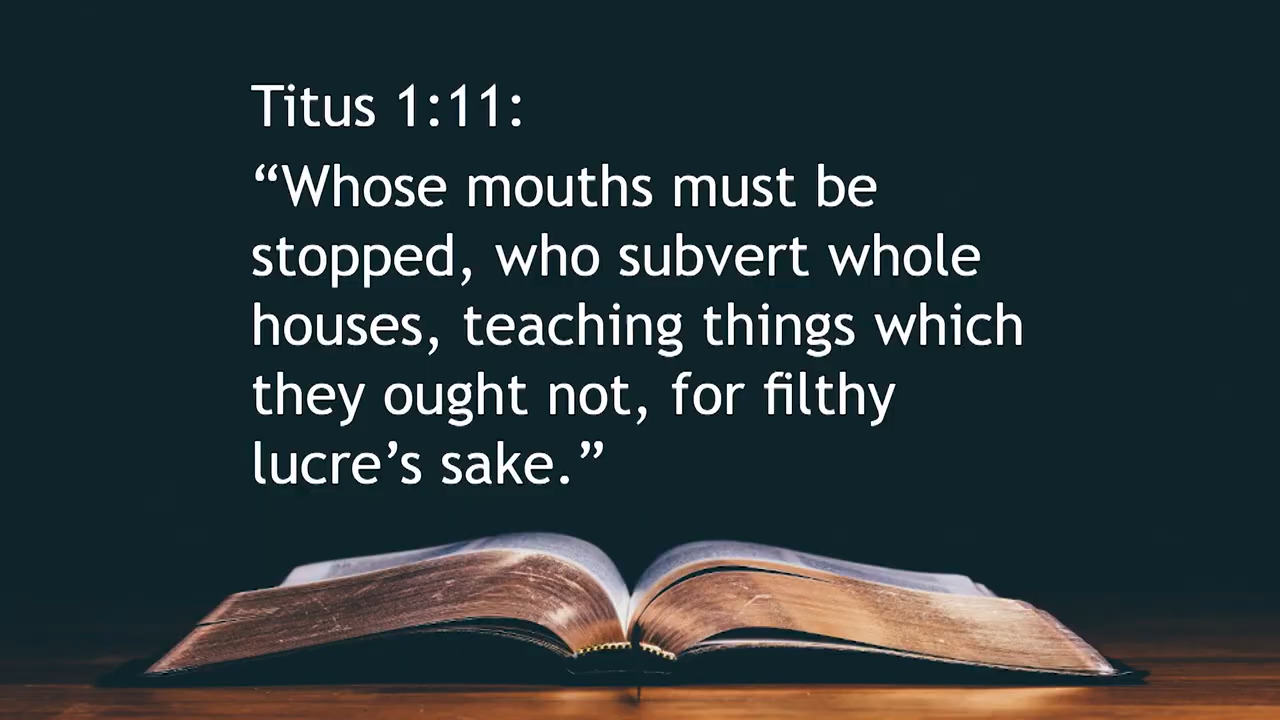 Titus 1:11:
“Whose mouths must be
stopped, who subvert whole
houses, teaching things which
they ought not, for filthy
lucre’s sake.”